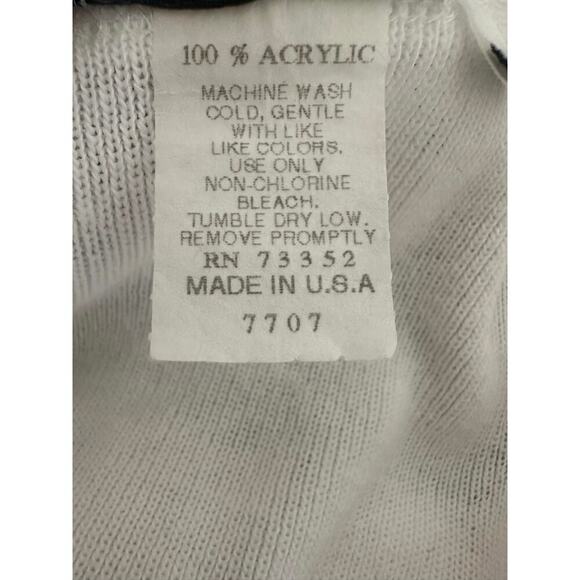 100 % ACRYLIC
MACHINE WASH
COLD, GENTLE
WITH LIKE
LIKE COLORS.
USE ONLY
NON-CHLORINE
BLEACH.
TUMBLE DRY LOW.
REMOVE PROMPTLY
RN 73352
MADE IN U.S.A
7707